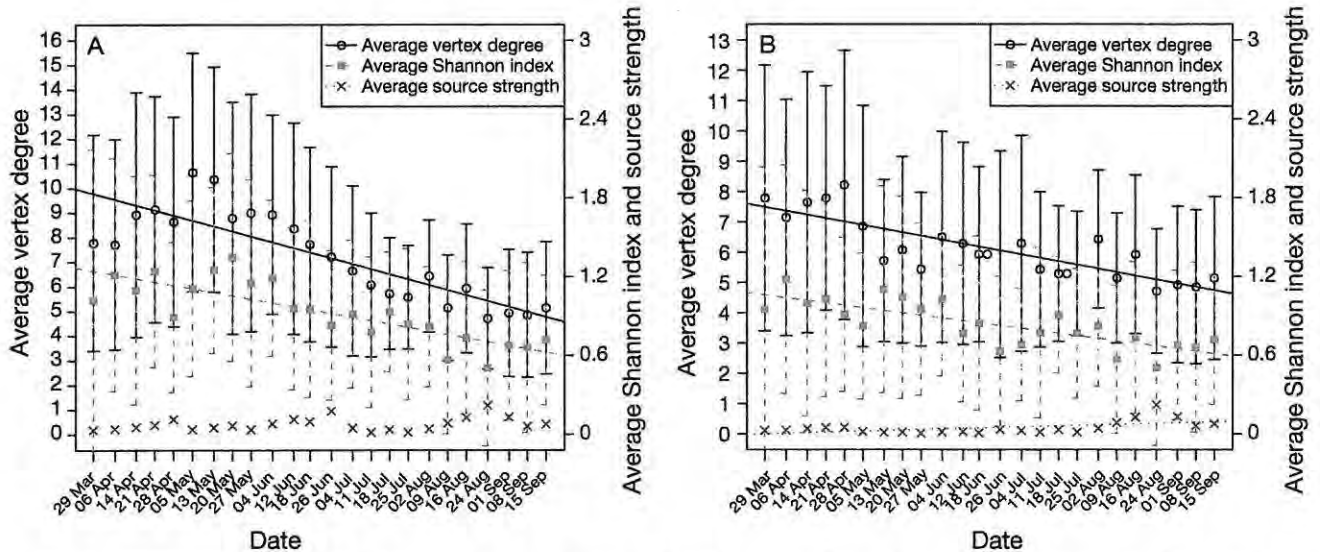 A
Average vertex degree
Average Shannon index
Average source strength
16
15
14
13
12
11
10
9
8
7
6
5
4
3
2
1
0
Average vertex degree
3
2.4
1.8
1.2
0.6
0
Average Shannon index and source strength
29 Mar
06 Apr
14 Apr
21 Apr
28 Apr
05 May
13 May
20 May
27 May
04 Jun
12 Jun
18 Jun
26 Jun
04 Jul
11 Jul
18 Jul
25 Jul
02 Aug
09 Aug
16 Aug
24 Aug
01 Sep
08 Sep
15 Sep
Date
B
Average vertex degree
Average Shannon index
Average source strength
13
12
11
10
9
8
7
6
5
4
3
2
1
0
Average vertex degree
3
2.4
1.8
1.2
0.6
0
Average Shannon index and source strength
29 Mar
06 Apr
14 Apr
21 Apr
28 Apr
05 May
13 May
20 May
27 May
04 Jun
12 Jun
18 Jun
26 Jun
04 Jul
11 Jul
18 Jul
25 Jul
02 Aug
09 Aug
16 Aug
24 Aug
01 Sep
08 Sep
15 Sep
Date